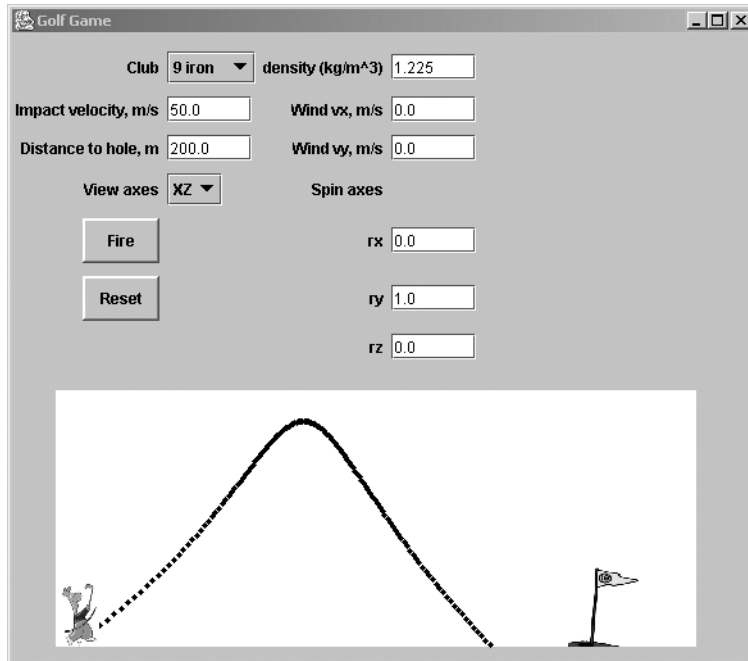 Golf Game
Club 9 iron density (kg/m^3) 1.225
Impact velocity, m/s 50.0 Wind vx, m/s 0.0
Distance to hole, m 200.0 Wind vy, m/s 0.0
View axes XZ Spin axes
Fire rx 0.0
Reset ry 1.0
rz 0.0